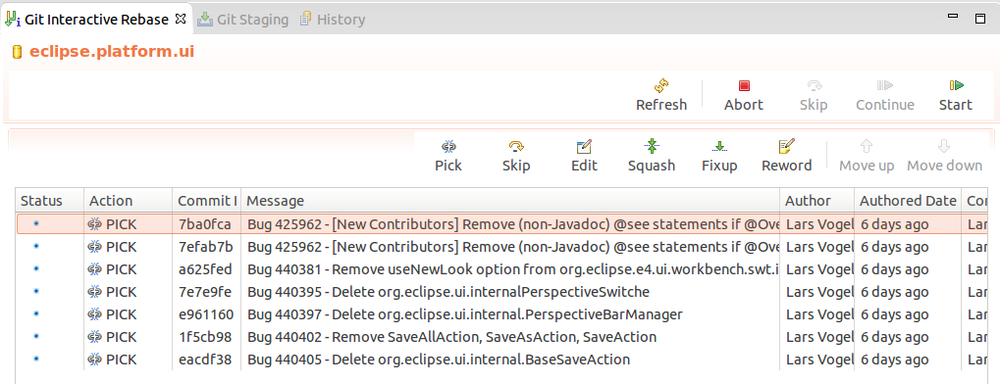 Git Interactive Rebase Git Staging History
eclipse.platform.ui
Refresh Abort Skip Continue Start
Pick Skip Edit Squash Fixup Reword Move up Move down
Status Action Commit I Message Author Authored Date Co
PICK 7ba0fca Bug 425962 - [New Contributors] Remove (non-Javadoc) @see statements if @Ove Lars Vogel 6 days ago Lar
PICK 7efab7b Bug 425962 - [New Contributors] Remove (non-Javadoc) @see statements if @Ove Lars Vogel 6 days ago Lar
PICK a625fed Bug 440381 - Remove useNewLook option from org.eclipse.e4.ui.workbench.swt.i Lars Vogel 6 days ago Lar
PICK 7e7e9fe Bug 440395 - Delete org.eclipse.ui.internalPerspectiveSwitche Lars Vogel 6 days ago Lar
PICK e961160 Bug 440397 - Delete org.eclipse.ui.internal.PerspectiveBarManager Lars Vogel 6 days ago Lar
PICK 1f5cb98 Bug 440402 - Remove SaveAllAction, SaveAsAction, SaveAction Lars Vogel 6 days ago Lar
PICK eacdf38 Bug 440405 - Delete org.eclipse.ui.internal.BaseSaveAction Lars Vogel 6 days ago Lar